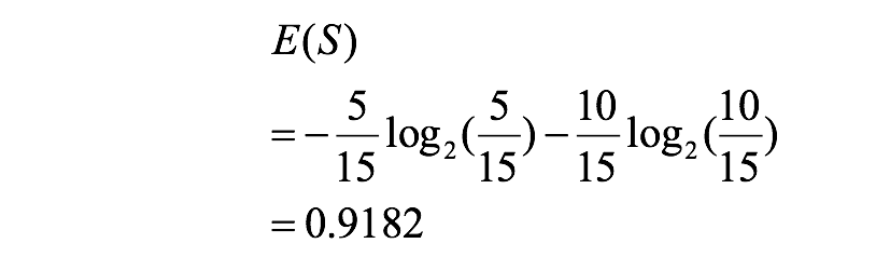 E(S)
= -5/15 log₂(5/15) - 10/15 log₂(10/15)
= 0.9182